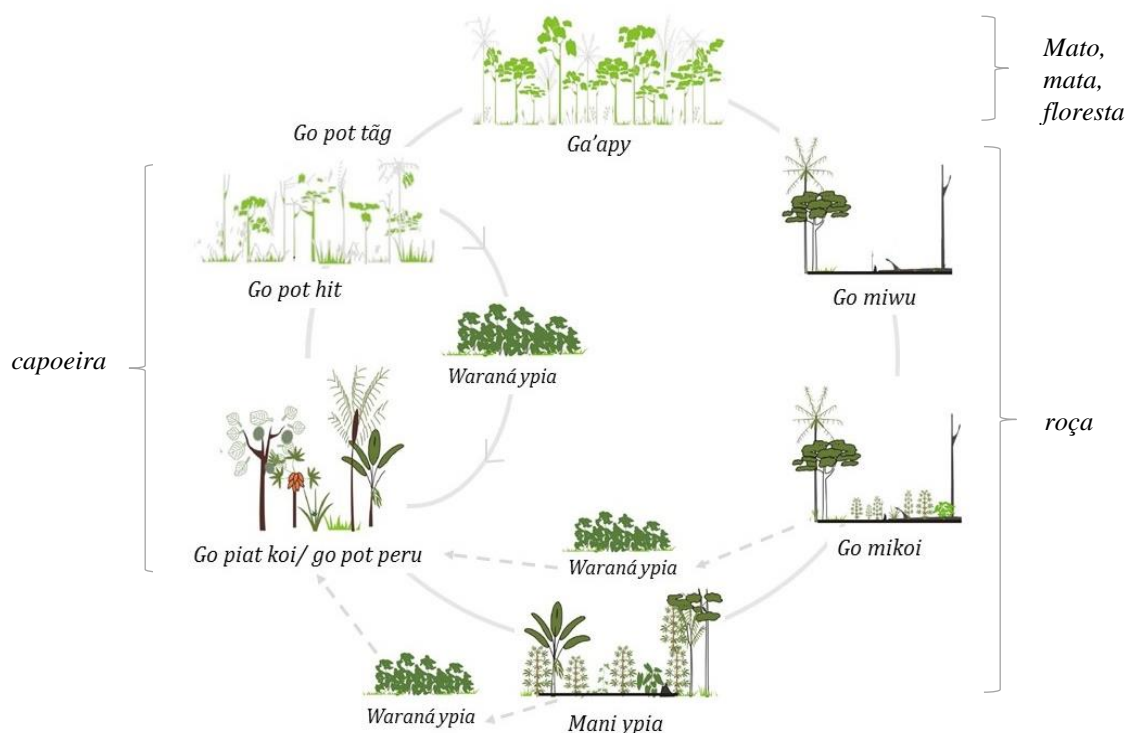 Mato,
mata,
floresta
Go pot tãg
Ga'apy
Go pot hit
Go miwu
capoeira
Waraná ypia
roça
Go piat koi/ go pot peru
Waraná ypia
Go mikoi
Waraná ypia
Mani ypia